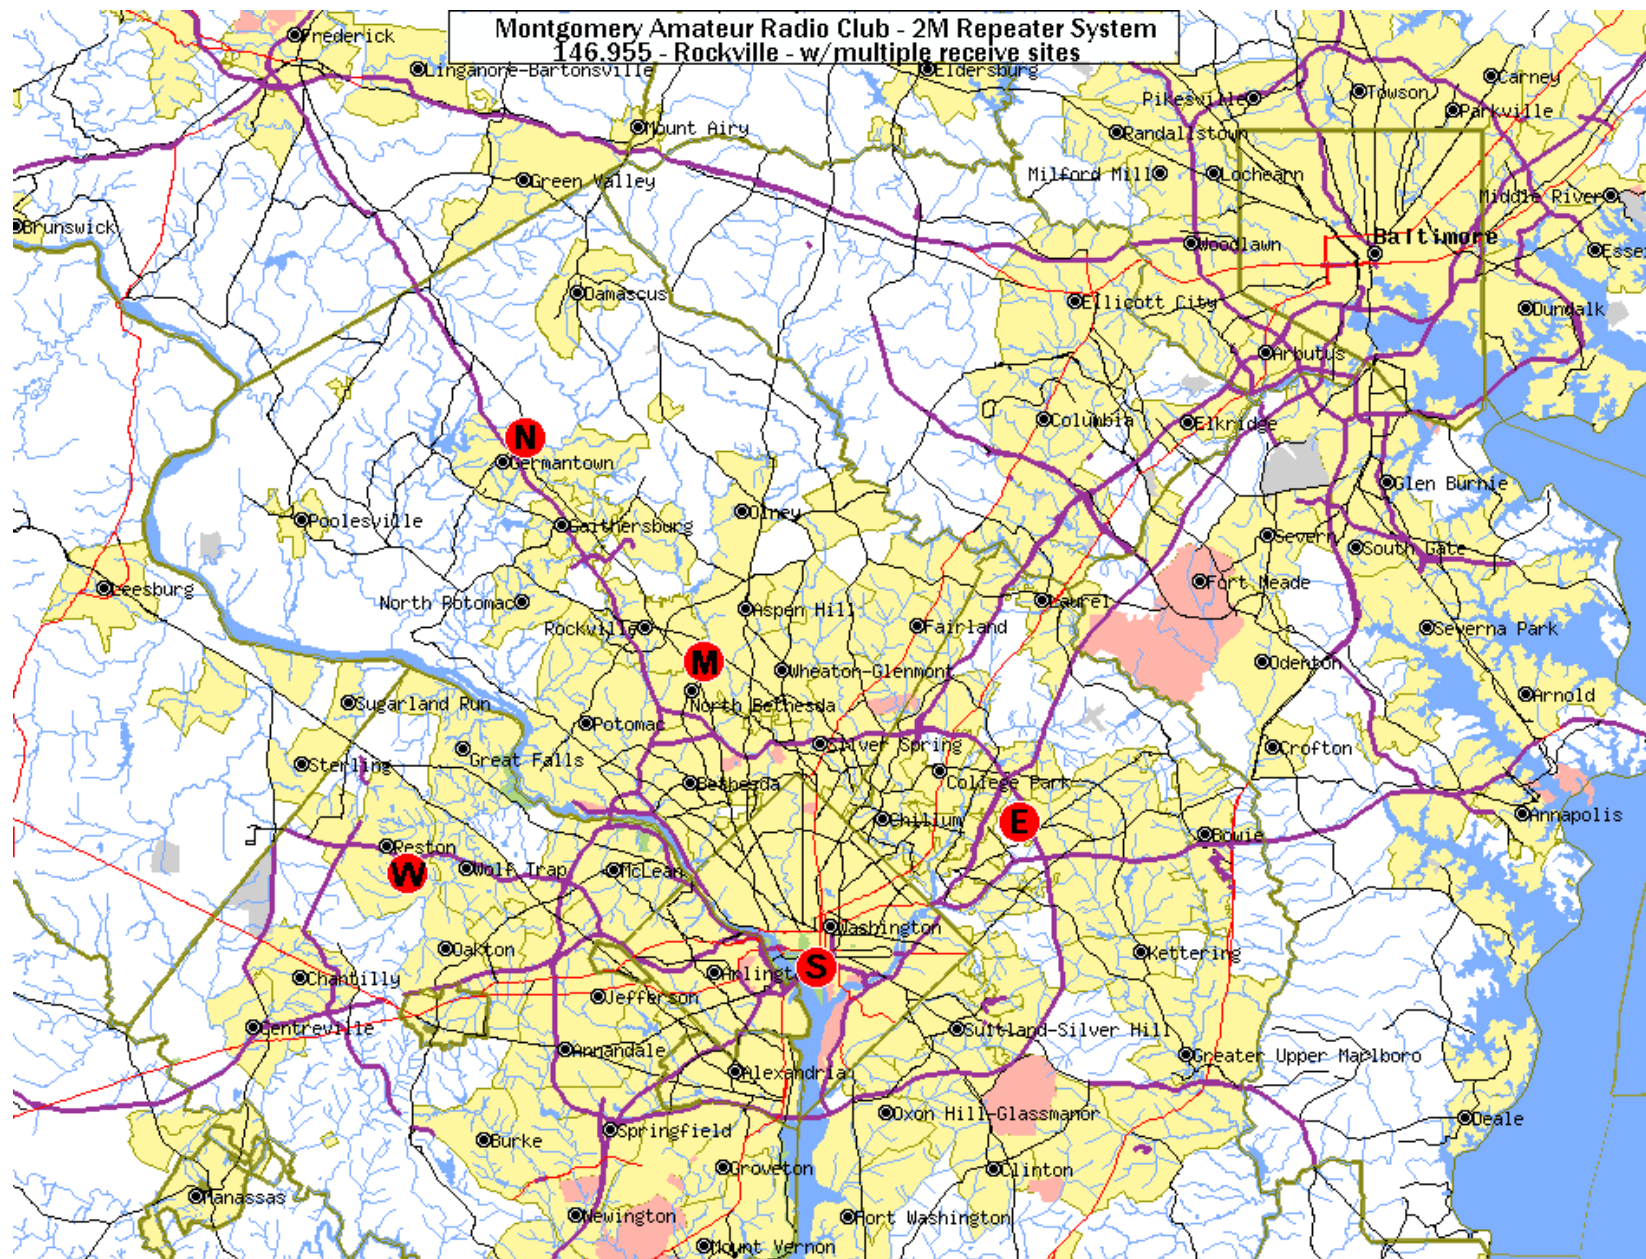 Montgomery Amateur Radio Club - 2M Repeater System
146.955 - Rockville - w/multiple receive sites
Frederick
Linganore-Bartonsville
Eldersburg
Carney
Pikesville
Towson
Parkville
Mount Airy
Randallstown
Green Valley
Milford Mill
Lochearn
Middle River
Brunswick
Woodlawn
Baltimore
Damascus
Ellicott City
Dundalk
Arbutus
Columbia
Elkridge
N
Germantown
Glen Burnie
Poolesville
Gaithersburg
Olney
Severn
South Gate
Leesburg
North Potomac
Aspen Hill
Laurel
Fort Meade
Rockville
Fairland
Severna Park
M
Wheaton-Glenmont
Odenton
Sugarland Run
North Bethesda
Arnold
Potomac
Great Falls
Silver Spring
Crofton
Sterling
Bethesda
College Park
Chillum
E
Annapolis
Reston
Bowie
W
Wolf Trap
McLean
Washington
Oakton
Kettering
Chantilly
Arlingt
S
Jefferson
Centreville
Suitland-Silver Hill
Annandale
Greater Upper Marlboro
Alexandria
Oxon Hill-Glassmanor
Deale
Burke
Springfield
Groveton
Clinton
Manassas
Newington
Fort Washington
Mount Vernon